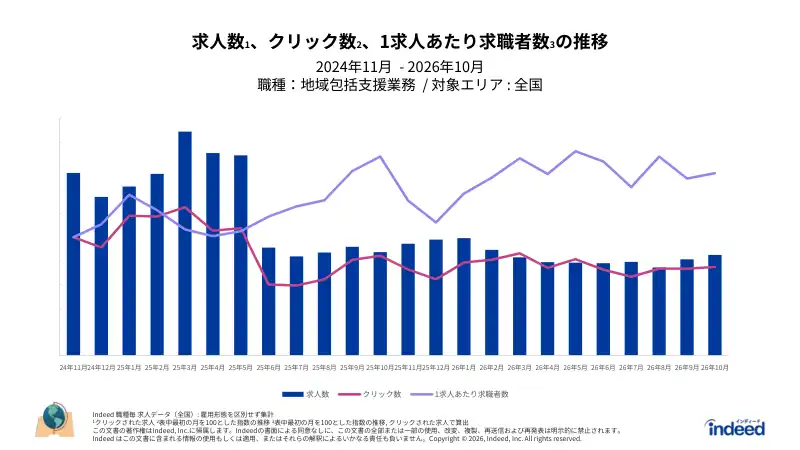 求人数1、クリック数2、1求人あたり求職者数3の推移
2024年11月 - 2026年10月
職種：地域包括支援業務 / 対象エリア : 全国
24年11月 24年12月 25年1月 25年2月 25年3月 25年4月 25年5月 25年6月 25年7月 25年8月 25年9月 25年10月 25年11月 25年12月 26年1月 26年2月 26年3月 26年4月 26年5月 26年6月 26年7月 26年8月 26年9月 26年10月
求人数 クリック数 1求人あたり求職者数
Indeed 職種毎 求人データ（全国）: 雇用形態を区別せず集計
¹クリックされた求人 ²表中最初の月を100とした指数の推移 ³表中最初の月を100とした指数の推移, クリックされた求人で算出
この文書の著作権はIndeed, Inc.に帰属します。Indeedの書面による同意なしに、この文書の全部または一部の使用、改変、複製、再送信および再発表は明示的に禁止されます。
Indeed はこの文書に含まれる情報の使用もしくは適用、またはそれらの解釈によるいかなる責任も負いません。Copyright © 2026, Indeed, Inc. All rights reserved.
インディード
indeed